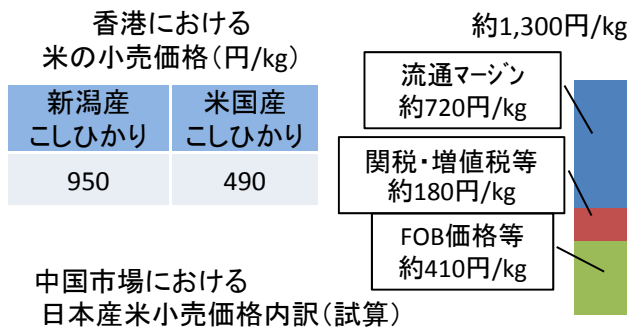 香港における
米の小売価格（円/kg）
新潟産
こしひかり
米国産
こしひかり
950
490
約1,300円/kg
流通マージン
約720円/kg
関税・増値税等
約180円/kg
FOB価格等
約410円/kg
中国市場における
日本産米小売価格内訳（試算）